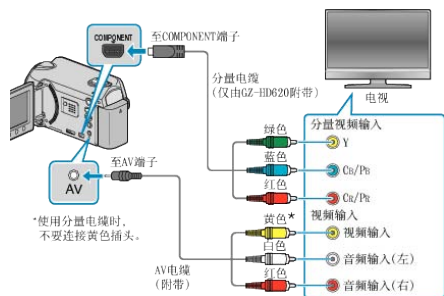 COMPONENT
至COMPONENT端子
分量电缆
(仅由GZ-HD620附带)
电视
分量视频输入
绿色
Y
蓝色
CB/PB
红色
CR/PR
至AV端子
AV
*使用分量电缆时,
不要连接黄色插头。
视频输入
黄色*
视频输入
白色
音频输入(左)
AV电缆
(附带)
红色
音频输入(右)